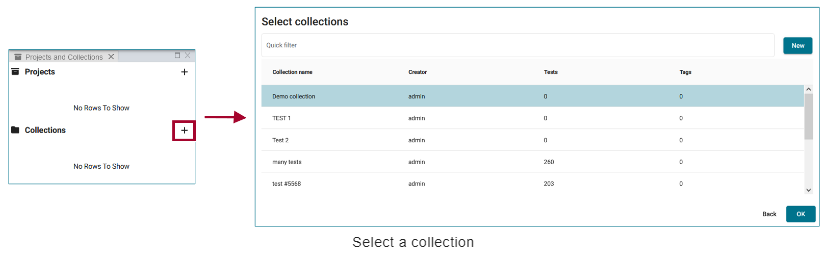 Projects and Collections
Projects
No Rows To Show
Collections
No Rows To Show
Select collections
Quick filter
New
Collection name Creator Tests Tags
Demo collection admin 0 0
TEST 1 admin 0 0
Test 2 admin 0 0
many tests admin 260 0
test #5568 admin 203 0
Back OK
Select a collection